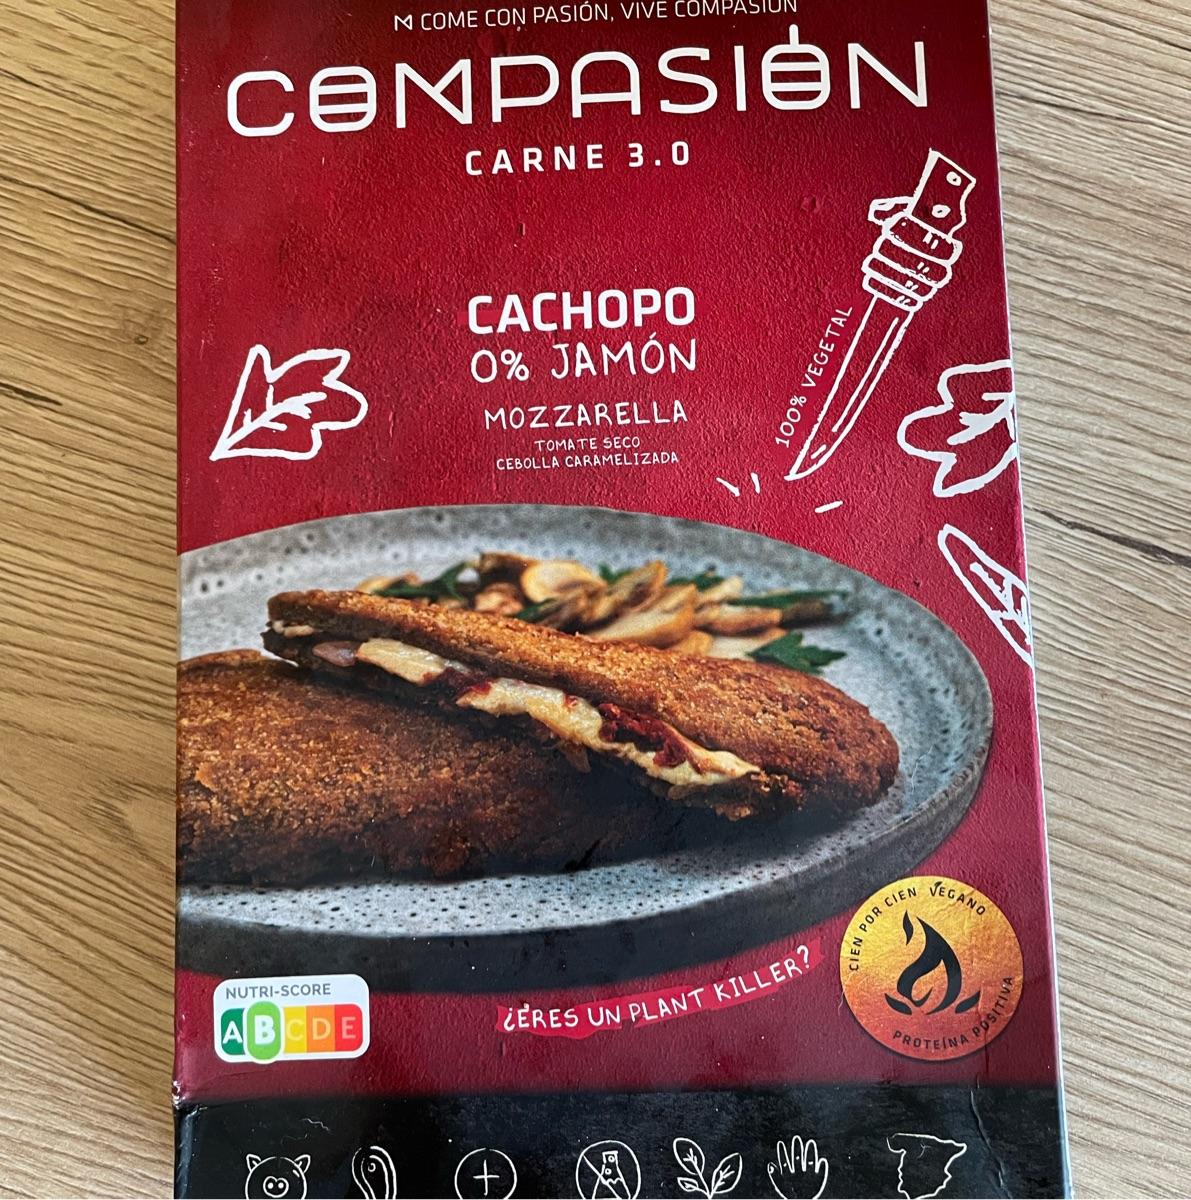 COME CON PASIÓN, VIVE COMPASIÓN
COMPASIÓN
CARNE 3.0
CACHOPO
0% JAMÓN
MOZZARELLA
TOMATE SECO
CEBOLLA CARAMELIZADA
100% VEGETAL
¿ERES UN PLANT KILLER?
CIEN POR CIEN VEGANO
PROTEÍNA POSITIVA
NUTRI-SCORE
A B C D E